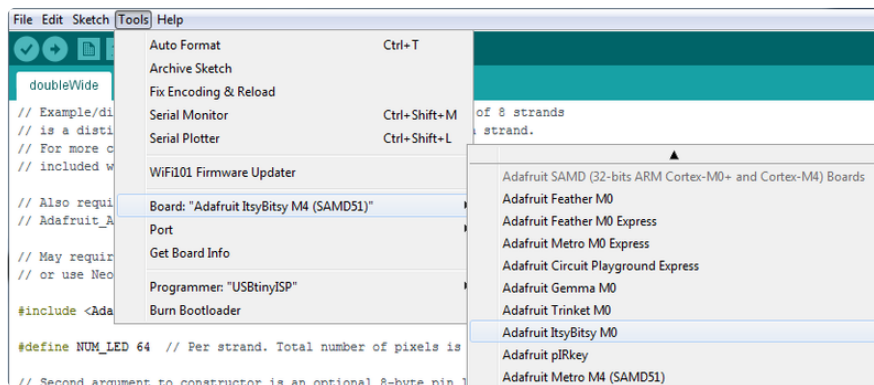 File Edit Sketch Tools Help
doubleWide
Auto Format Ctrl+T
Archive Sketch
Fix Encoding & Reload
Serial Monitor Ctrl+Shift+M
Serial Plotter Ctrl+Shift+L
WiFi101 Firmware Updater
Board: "Adafruit ItsyBitsy M4 (SAMD51)"
Port
Get Board Info
Programmer: "USBtinyISP"
Burn Bootloader
▲
Adafruit SAMD (32-bits ARM Cortex-M0+ and Cortex-M4) Boards
Adafruit Feather M0
Adafruit Feather M0 Express
Adafruit Metro M0 Express
Adafruit Circuit Playground Express
Adafruit Gemma M0
Adafruit Trinket M0
Adafruit ItsyBitsy M0
Adafruit pIRkey
Adafruit Metro M4 (SAMD51)
// Example/di of 8 strands
// is a disti strand.
// For more c
// included w
// Also requi
// Adafruit_A
// May requir
// or use Neo
#include <Ada
#define NUM_LED 64 // Per strand. Total number of pixels is
// Second argument to constructor is an optional 8-byte pin l